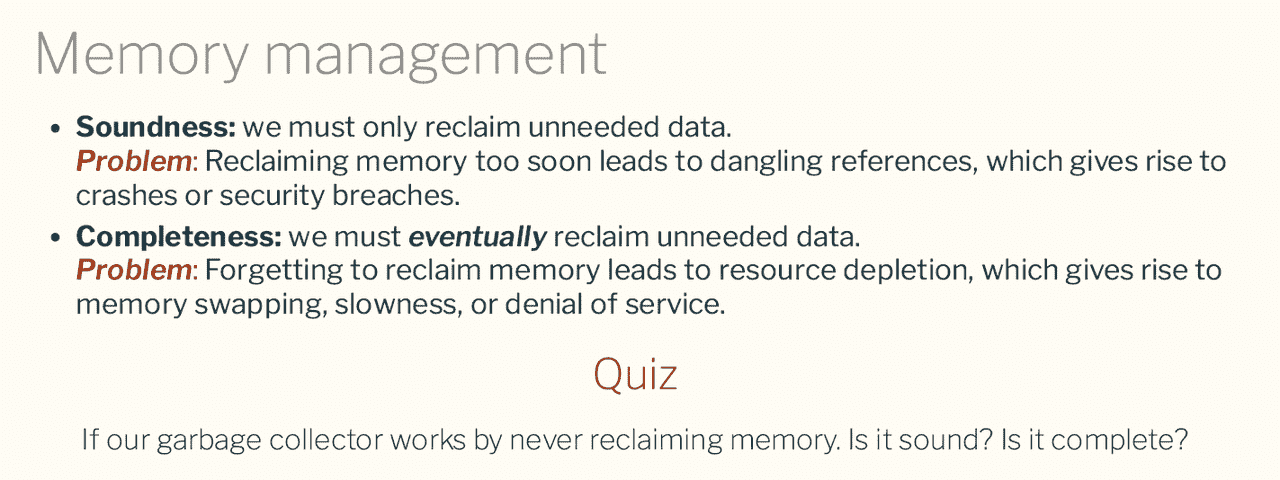 Memory management
• Soundness: we must only reclaim unneeded data.
Problem: Reclaiming memory too soon leads to dangling references, which gives rise to
crashes or security breaches.
• Completeness: we must eventually reclaim unneeded data.
Problem: Forgetting to reclaim memory leads to resource depletion, which gives rise to
memory swapping, slowness, or denial of service.
Quiz
If our garbage collector works by never reclaiming memory. Is it sound? Is it complete?